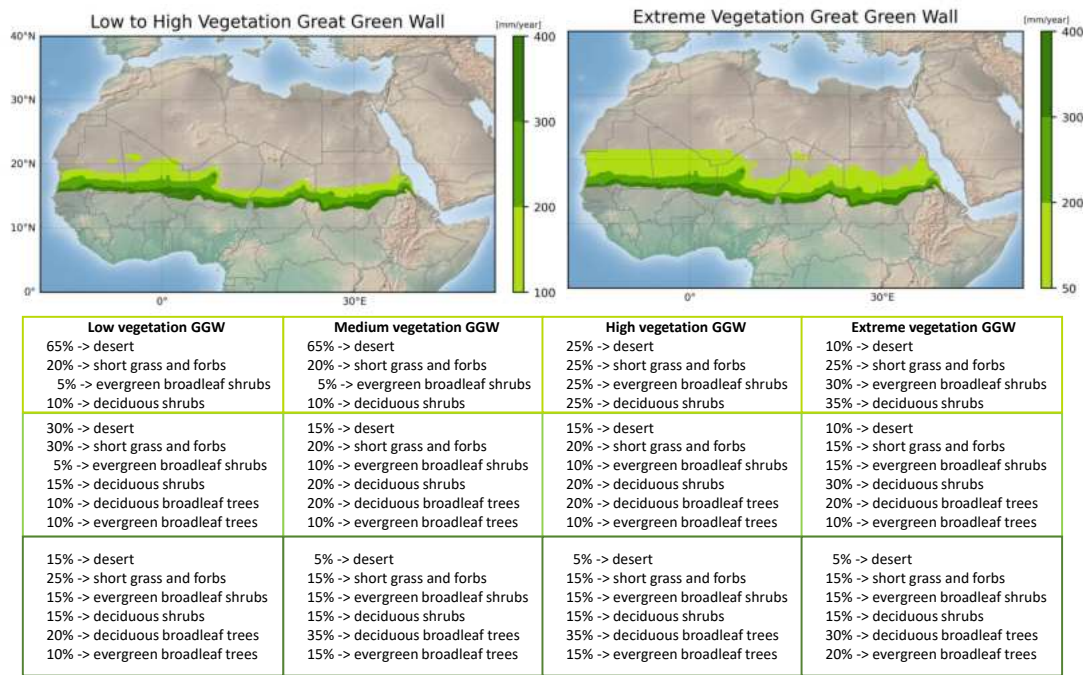 Low to High Vegetation Great Green Wall
[mm/year]
40°N
30°N
20°N
10°N
0°
0°
30°E
400
300
200
100
Extreme Vegetation Great Green Wall
[mm/year]
0°
30°E
400
300
200
50
Low vegetation GGW
65% -> desert
20% -> short grass and forbs
5% -> evergreen broadleaf shrubs
10% -> deciduous shrubs
Medium vegetation GGW
65% -> desert
20% -> short grass and forbs
5% -> evergreen broadleaf shrubs
10% -> deciduous shrubs
High vegetation GGW
25% -> desert
25% -> short grass and forbs
25% -> evergreen broadleaf shrubs
25% -> deciduous shrubs
Extreme vegetation GGW
10% -> desert
25% -> short grass and forbs
30% -> evergreen broadleaf shrubs
35% -> deciduous shrubs
30% -> desert
30% -> short grass and forbs
5% -> evergreen broadleaf shrubs
15% -> deciduous shrubs
10% -> deciduous broadleaf trees
10% -> evergreen broadleaf trees
15% -> desert
20% -> short grass and forbs
10% -> evergreen broadleaf shrubs
20% -> deciduous shrubs
20% -> deciduous broadleaf trees
10% -> evergreen broadleaf trees
15% -> desert
20% -> short grass and forbs
10% -> evergreen broadleaf shrubs
20% -> deciduous shrubs
20% -> deciduous broadleaf trees
10% -> evergreen broadleaf trees
10% -> desert
15% -> short grass and forbs
15% -> evergreen broadleaf shrubs
30% -> deciduous shrubs
20% -> deciduous broadleaf trees
10% -> evergreen broadleaf trees
15% -> desert
25% -> short grass and forbs
15% -> evergreen broadleaf shrubs
15% -> deciduous shrubs
20% -> deciduous broadleaf trees
10% -> evergreen broadleaf trees
5% -> desert
15% -> short grass and forbs
15% -> evergreen broadleaf shrubs
15% -> deciduous shrubs
35% -> deciduous broadleaf trees
15% -> evergreen broadleaf trees
5% -> desert
15% -> short grass and forbs
15% -> evergreen broadleaf shrubs
15% -> deciduous shrubs
35% -> deciduous broadleaf trees
15% -> evergreen broadleaf trees
5% -> desert
15% -> short grass and forbs
15% -> evergreen broadleaf shrubs
15% -> deciduous shrubs
30% -> deciduous broadleaf trees
20% -> evergreen broadleaf trees